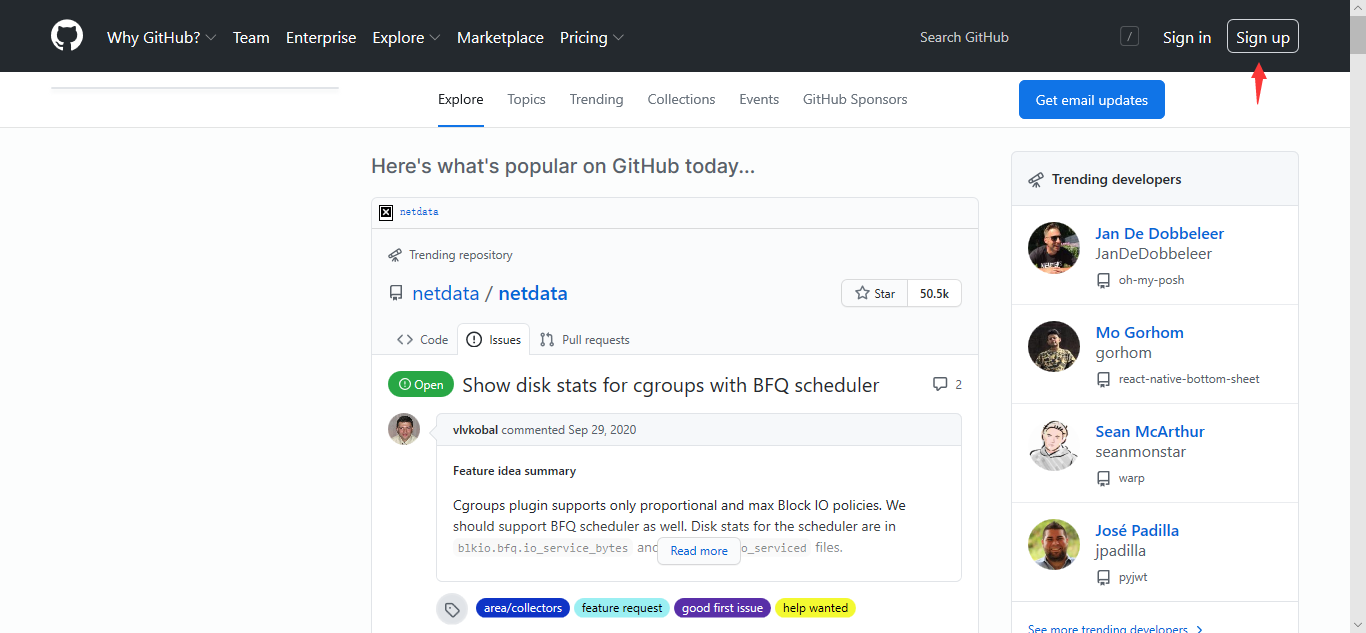 Why GitHub? Team Enterprise Explore Marketplace Pricing Search GitHub / Sign in Sign up
Explore Topics Trending Collections Events GitHub Sponsors Get email updates
Here's what's popular on GitHub today...
netdata
Trending repository
netdata / netdata
Star 50.5k
Code Issues Pull requests
Open Show disk stats for cgroups with BFQ scheduler 2
vlvkobal commented Sep 29, 2020
Feature idea summary
Cgroups plugin supports only proportional and max Block IO policies. We
should support BFQ scheduler as well. Disk stats for the scheduler are in
blkio.bfq.io_service_bytes and Read more o_serviced files.
area/collectors feature request good first issue help wanted
Trending developers
Jan De Dobbeleer
JanDeDobbeleer
oh-my-posh
Mo Gorhom
gorhom
react-native-bottom-sheet
Sean McArthur
seanmonstar
warp
José Padilla
jpadilla
pyjwt
See more trending developers